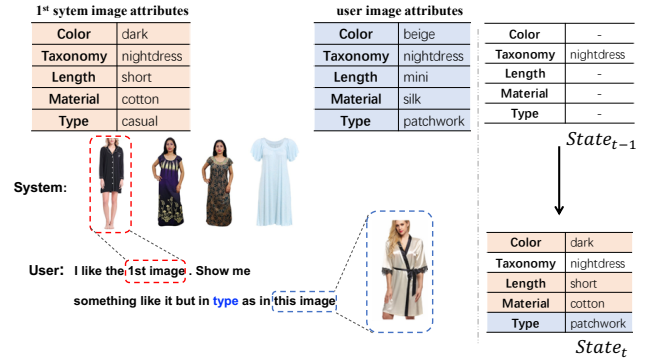 1st sytem image attributes
Color dark
Taxonomy nightdress
Length short
Material cotton
Type casual
user image attributes
Color beige
Taxonomy nightdress
Length mini
Material silk
Type patchwork
Color -
Taxonomy nightdress
Length -
Material -
Type -
State t−1
System:
User: I like the 1st image . Show me
something like it but in type as in this image
Color dark
Taxonomy nightdress
Length short
Material cotton
Type patchwork
State t